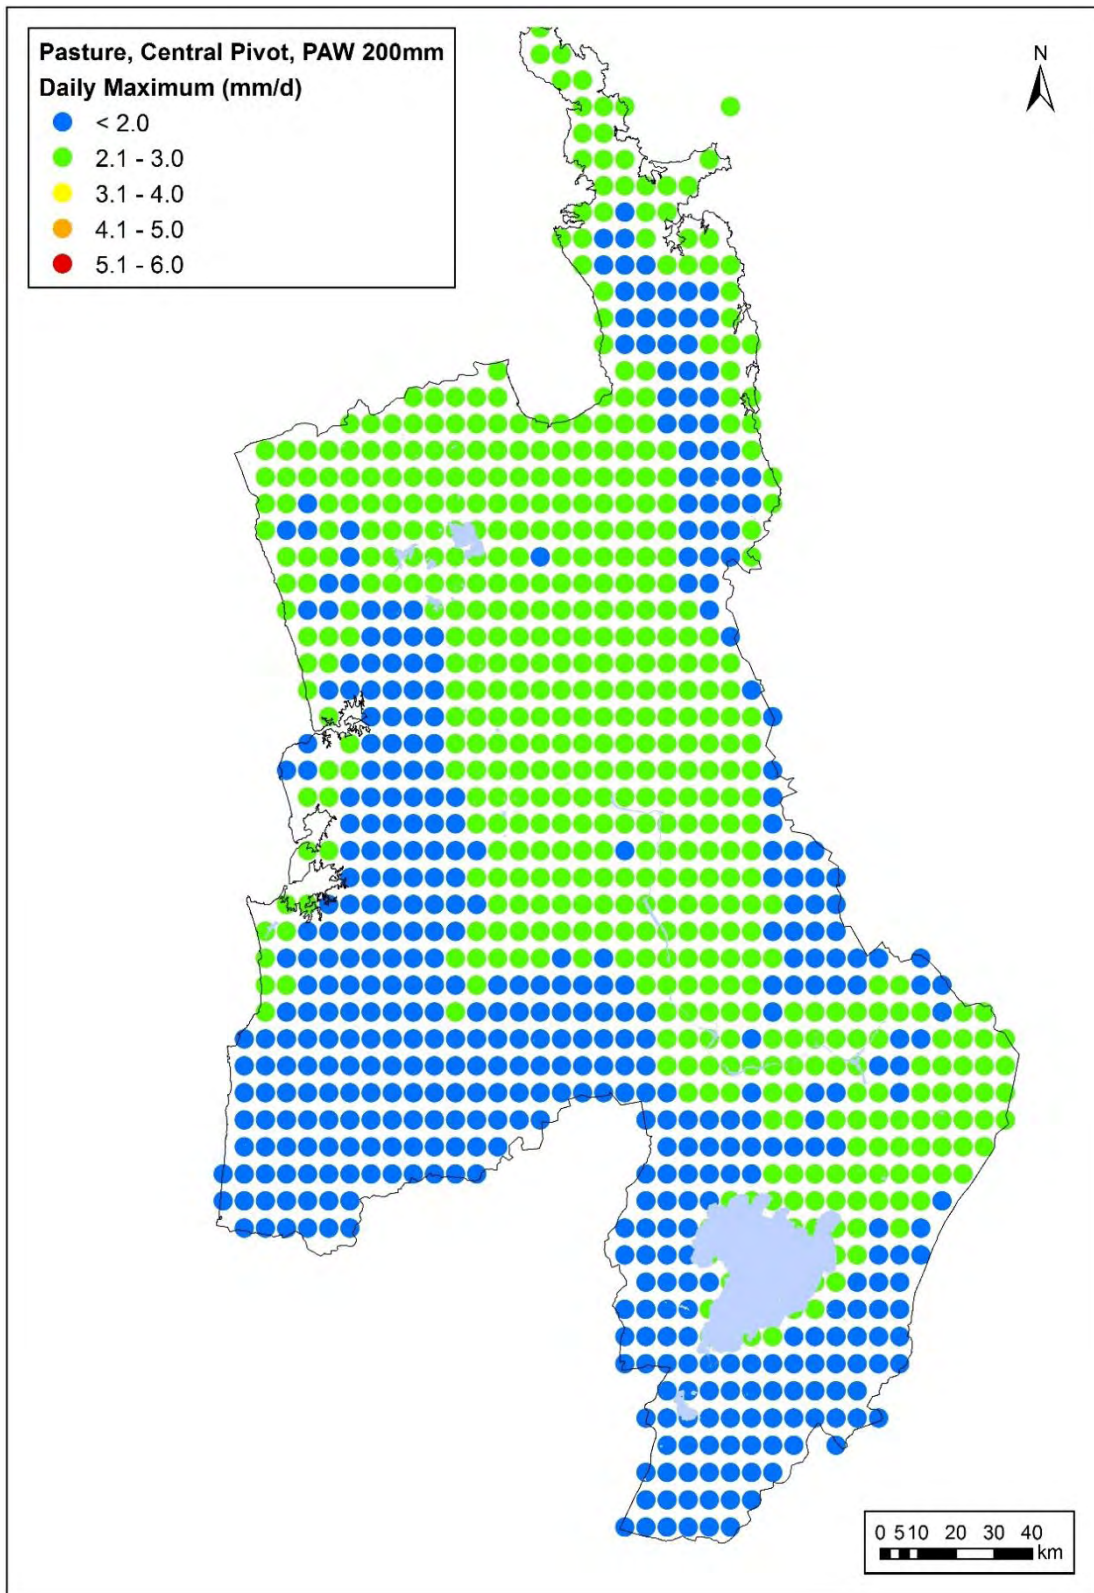 Pasture, Central Pivot, PAW 200mm
Daily Maximum (mm/d)
< 2.0
2.1 - 3.0
3.1 - 4.0
4.1 - 5.0
5.1 - 6.0
N
0 5 10 20 30 40
km